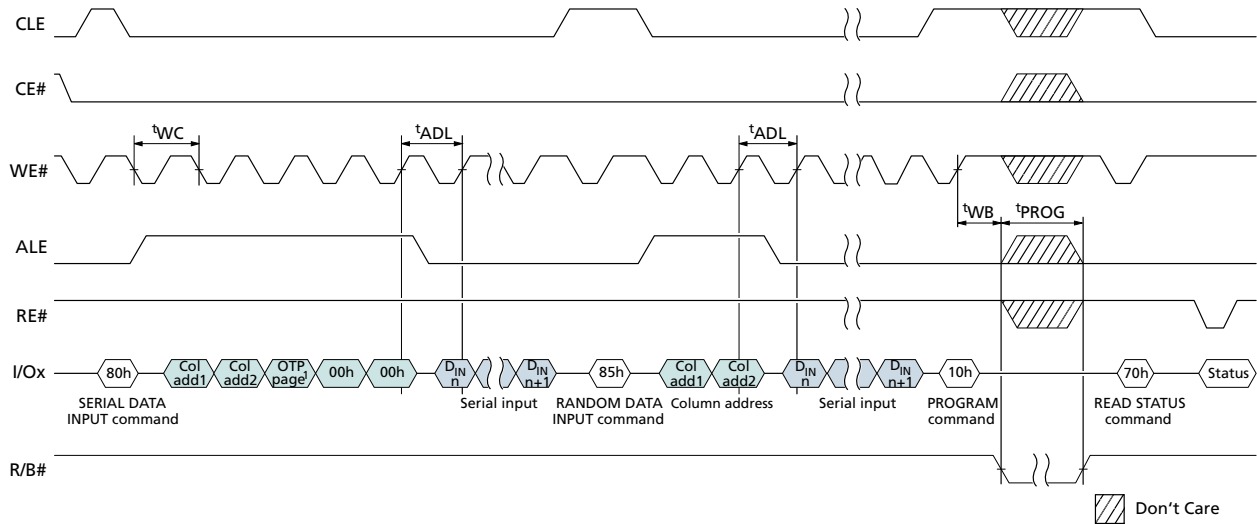 CLE
CE#
tWC
tADL
tADL
WE#
tWB
tPROG
ALE
RE#
I/Ox
80h
Col add1
Col add2
OTP page1
00h
00h
DIN n
DIN n+1
85h
Col add1
Col add2
DIN n
DIN n+1
10h
70h
Status
SERIAL DATA
INPUT command
Serial input
RANDOM DATA
INPUT command
Column address
Serial input
PROGRAM
command
READ STATUS
command
R/B#
Don't Care